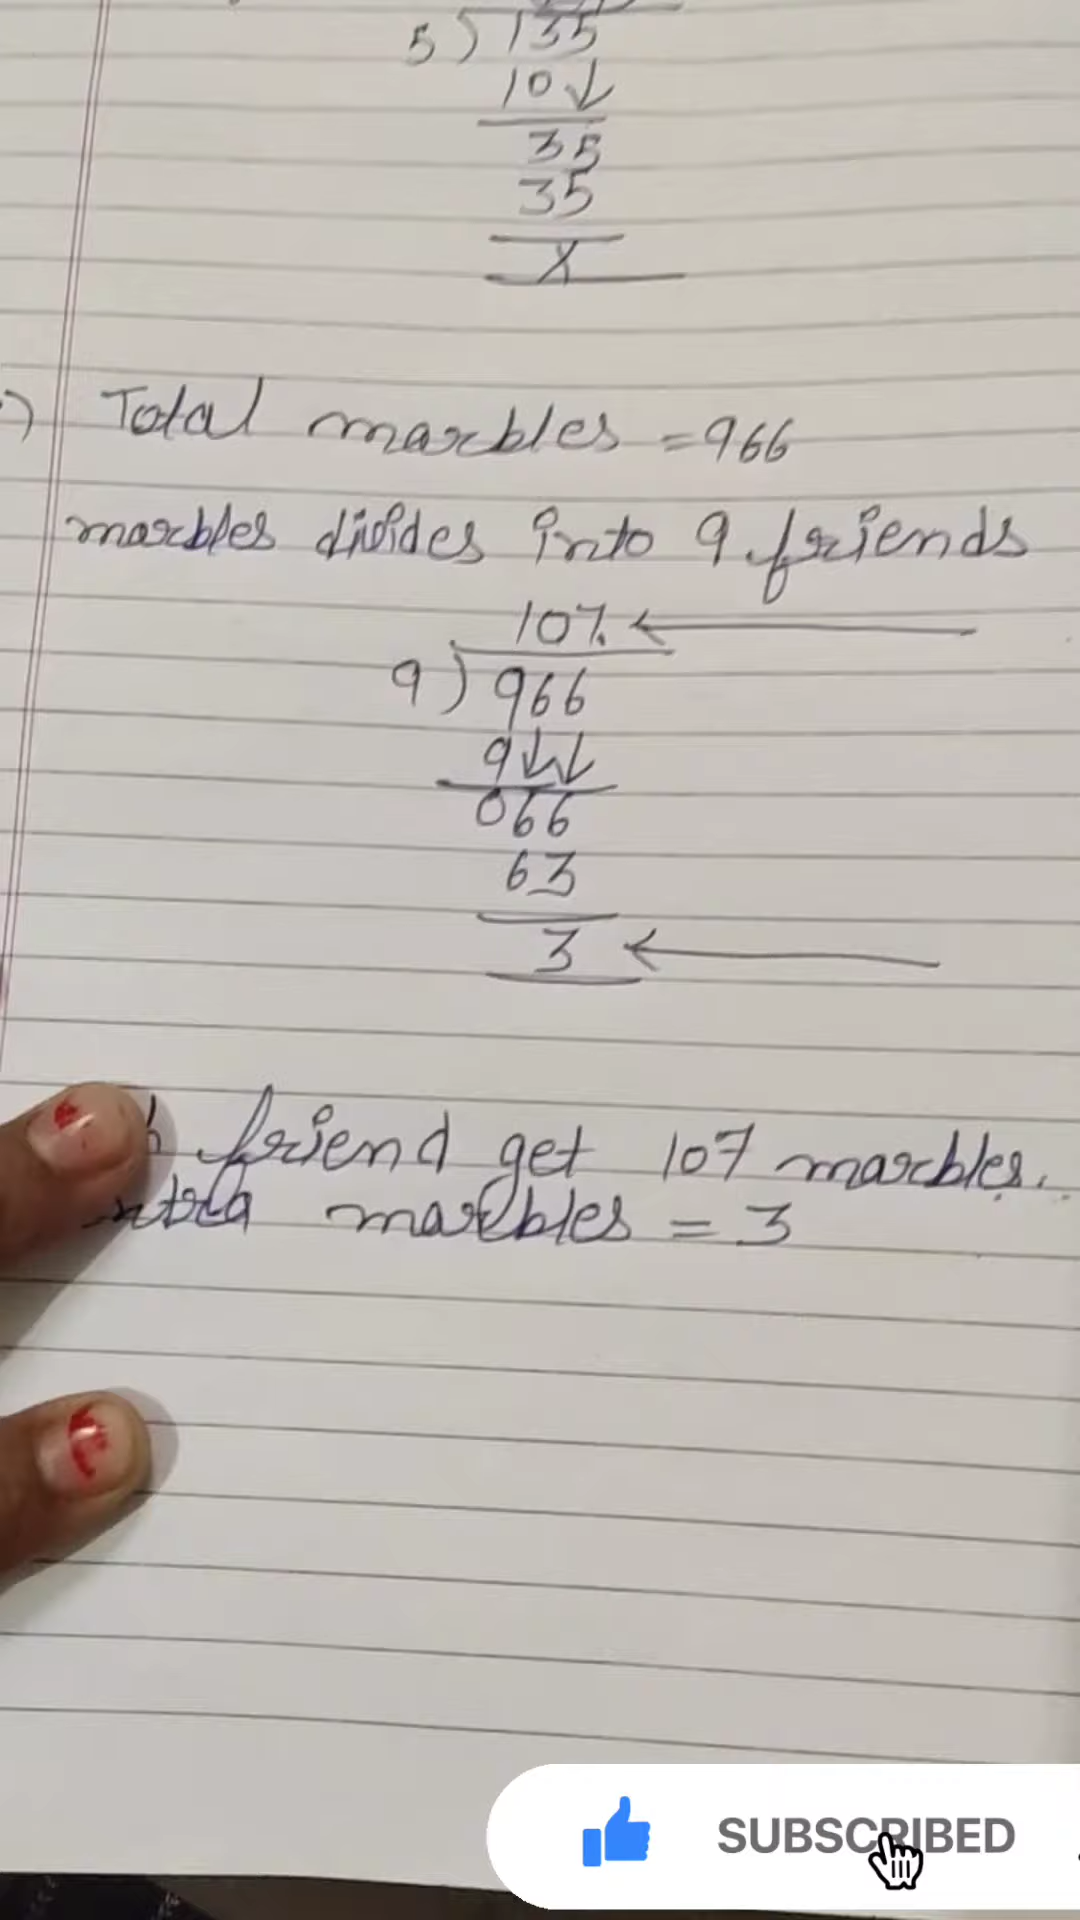 5) 135
10↓
35
35
x
) Total marbles = 966
marbles divides into 9 friends
107. ←
9) 966
9↓↓
066
63
3 ←
friend get 107 marbles.
marbles = 3
SUBSCRIBED